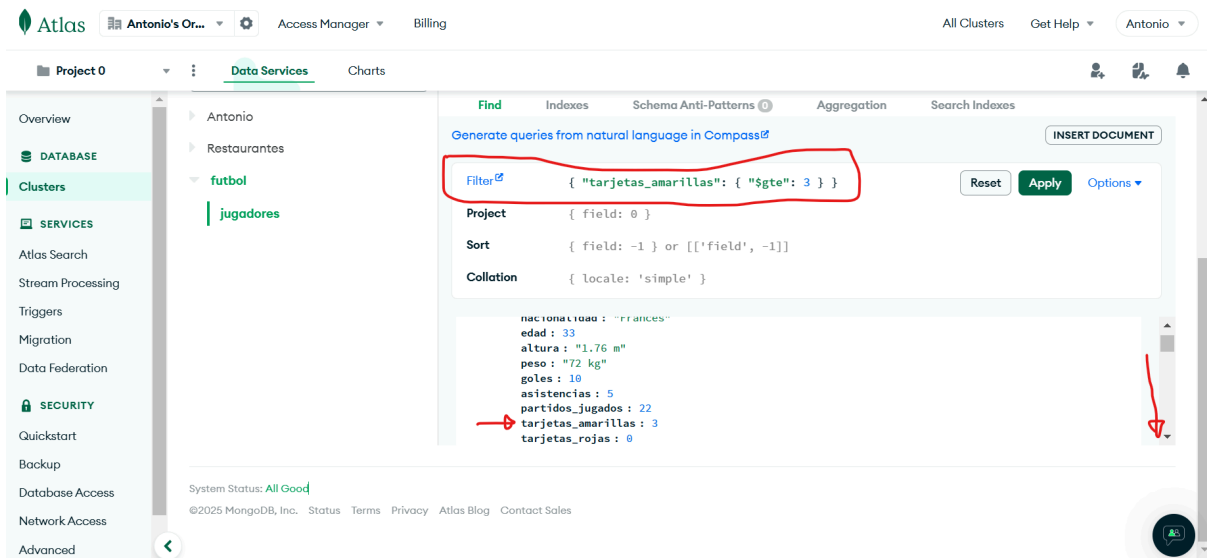 Atlas
Antonio's Or...
Access Manager
Billing
All Clusters
Get Help
Antonio
Project 0
Data Services
Charts
Overview
DATABASE
Clusters
SERVICES
Atlas Search
Stream Processing
Triggers
Migration
Data Federation
SECURITY
Quickstart
Backup
Database Access
Network Access
Advanced
Antonio
Restaurantes
futbol
jugadores
Find
Indexes
Schema Anti-Patterns 0
Aggregation
Search Indexes
Generate queries from natural language in Compass
INSERT DOCUMENT
Filter
{ "tarjetas_amarillas": { "$gte": 3 } }
Reset
Apply
Options
Project
{ field: 0 }
Sort
{ field: -1 } or [['field', -1]]
Collation
{ locale: 'simple' }
nacionalidad : "Francés"
edad : 33
altura : "1.76 m"
peso : "72 kg"
goles : 10
asistencias : 5
partidos_jugados : 22
tarjetas_amarillas : 3
tarjetas_rojas : 0
System Status: All Good
©2025 MongoDB, Inc. Status Terms Privacy Atlas Blog Contact Sales